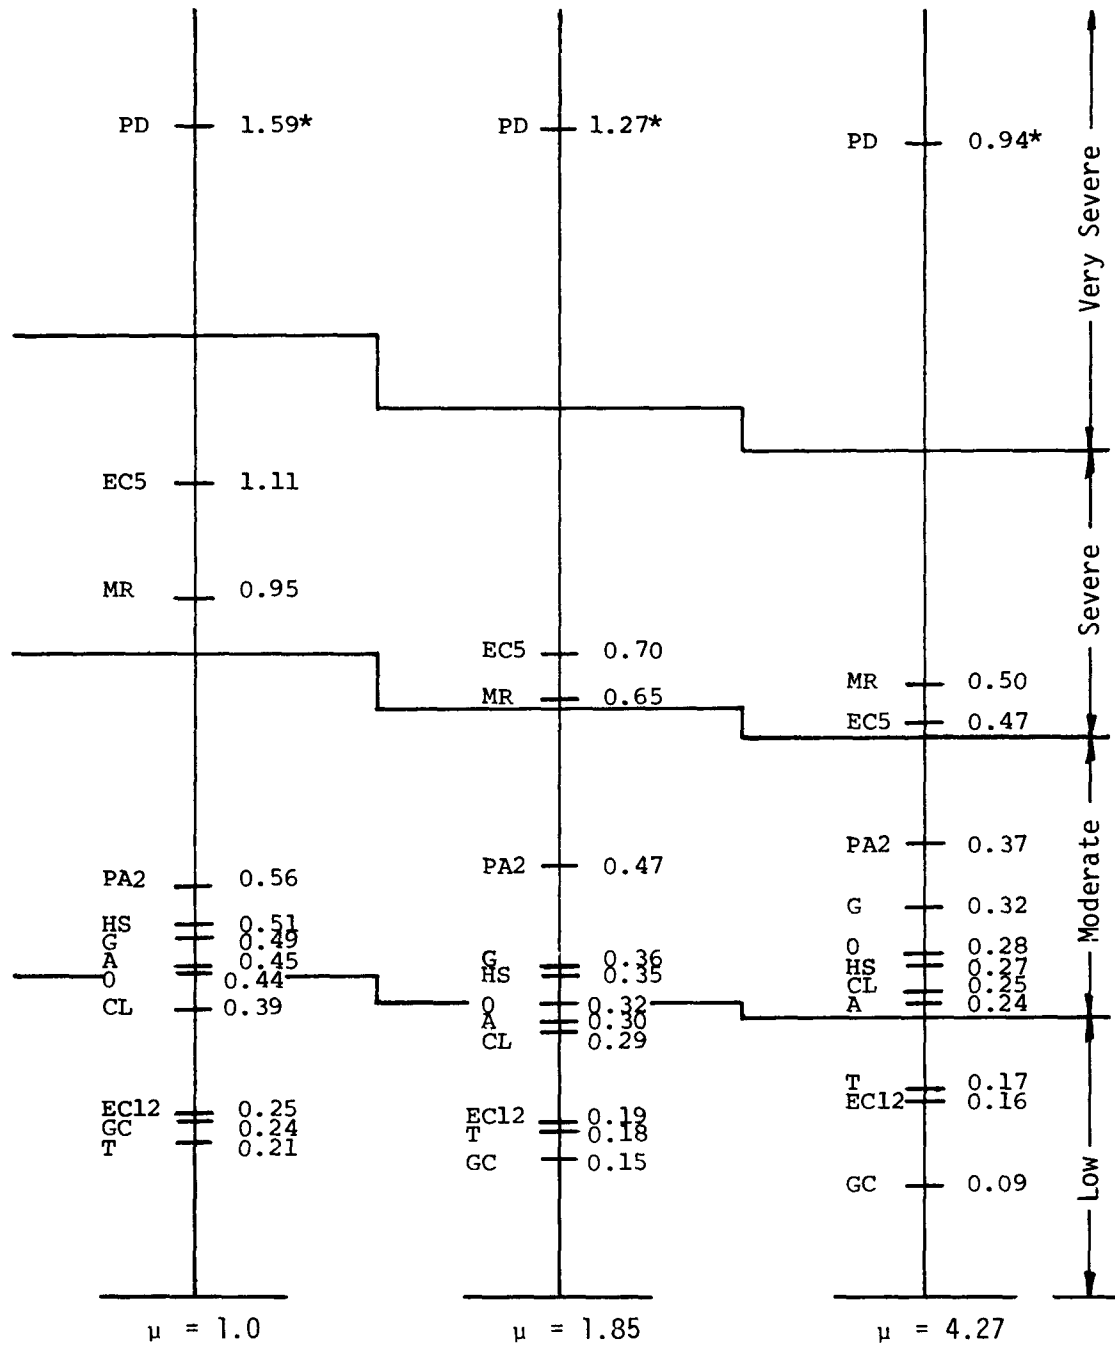 PD 1.59*
EC5 1.11
MR 0.95
PA2 0.56
HS 0.51
G 0.49
A 0.45
O 0.44
CL 0.39
EC12 0.25
GC 0.24
T 0.21
μ = 1.0
PD 1.27*
EC5 0.70
MR 0.65
PA2 0.47
G 0.36
HS 0.35
O 0.32
A 0.30
CL 0.29
EC12 0.19
T 0.18
GC 0.15
μ = 1.85
PD 0.94*
MR 0.50
EC5 0.47
PA2 0.37
G 0.32
O 0.28
HS 0.27
CL 0.25
A 0.24
T 0.17
EC12 0.16
GC 0.09
μ = 4.27
Very Severe
Severe
Moderate
Low